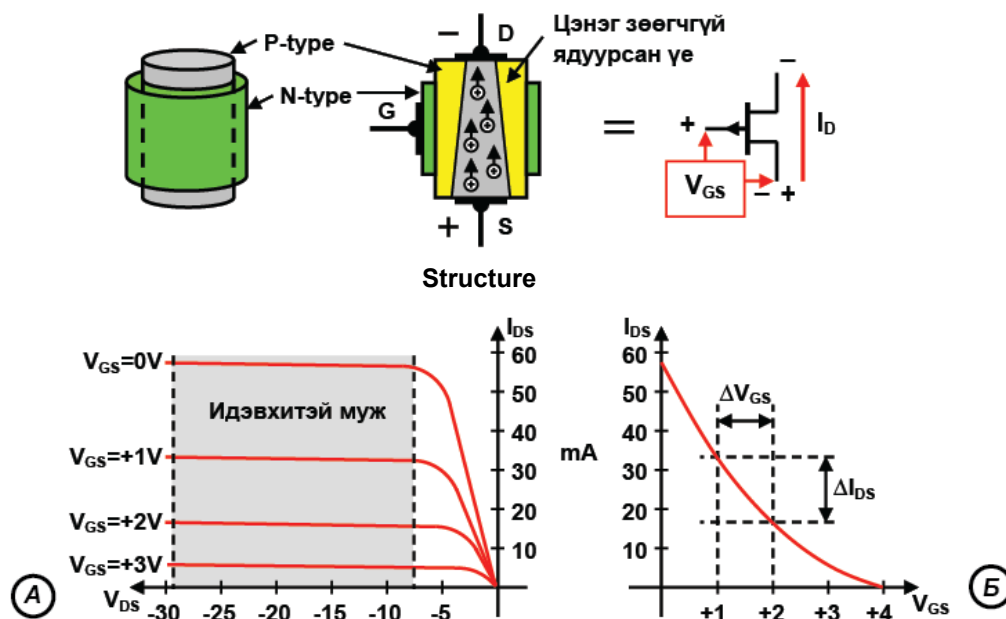 P-type
N-type
− D
G
+ S
Цэнэг зөөгчгүй
ядуурсан үе
=
−
+
I_D
V_GS
− +
Structure
I_DS
60
50
40
30
20
10
mA
V_GS=0V
V_GS=+1V
V_GS=+2V
V_GS=+3V
Идэвхитэй муж
А
V_DS
-30 -25 -20 -15 -10 -5
I_DS
60
50
40
30
20
10
ΔV_GS
ΔI_DS
+1 +2 +3 +4
V_GS
Б